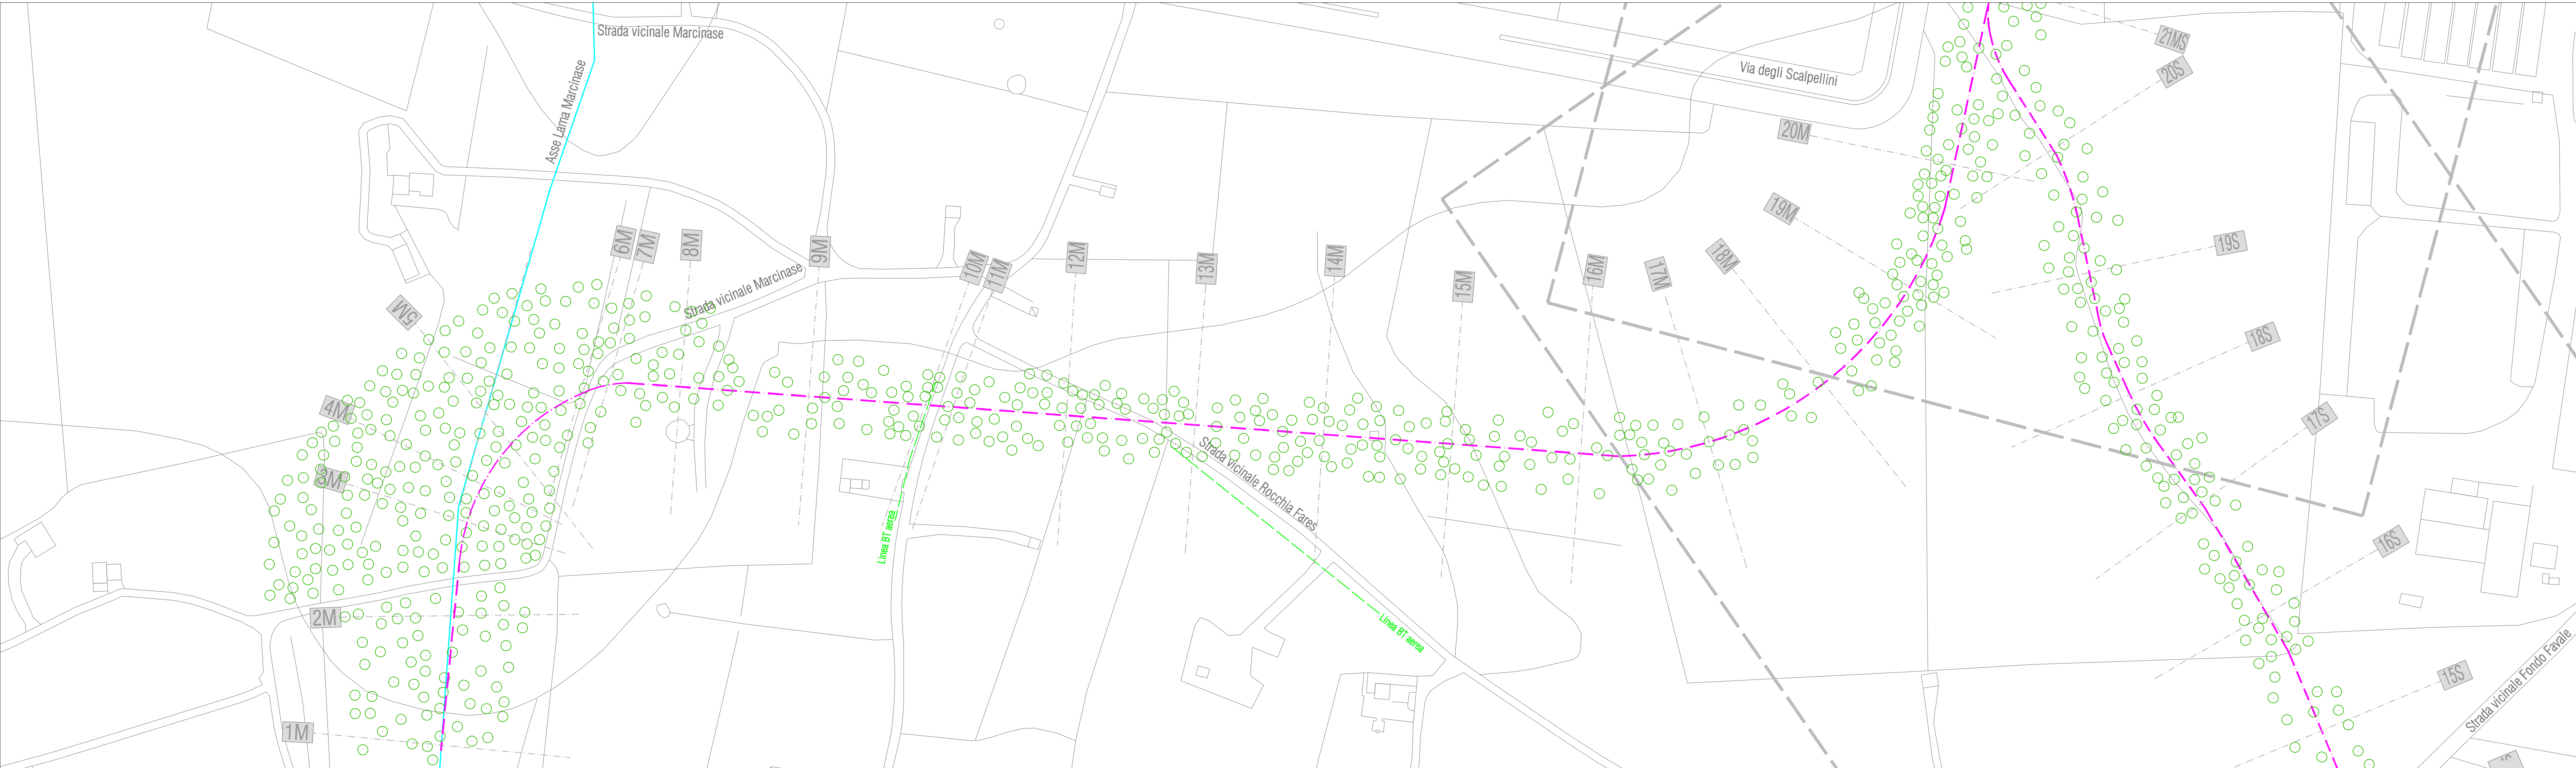 Strada vicinale Marcinase
Asse Lama Marcinase
Via degli Scalpellini
21MS
20S
20M
19M
19S
18M
17M
16M
15M
14M
13M
12M
11M
10M
9M
8M
7M
6M
5M
Strada vicinale Marcinase
18S
4M
17S
3M
Strada vicinale Rocchia Fares
Linea BT aerea
16S
2M
Linea BT aerea
15S
Strada vicinale Fondo Favale
1M